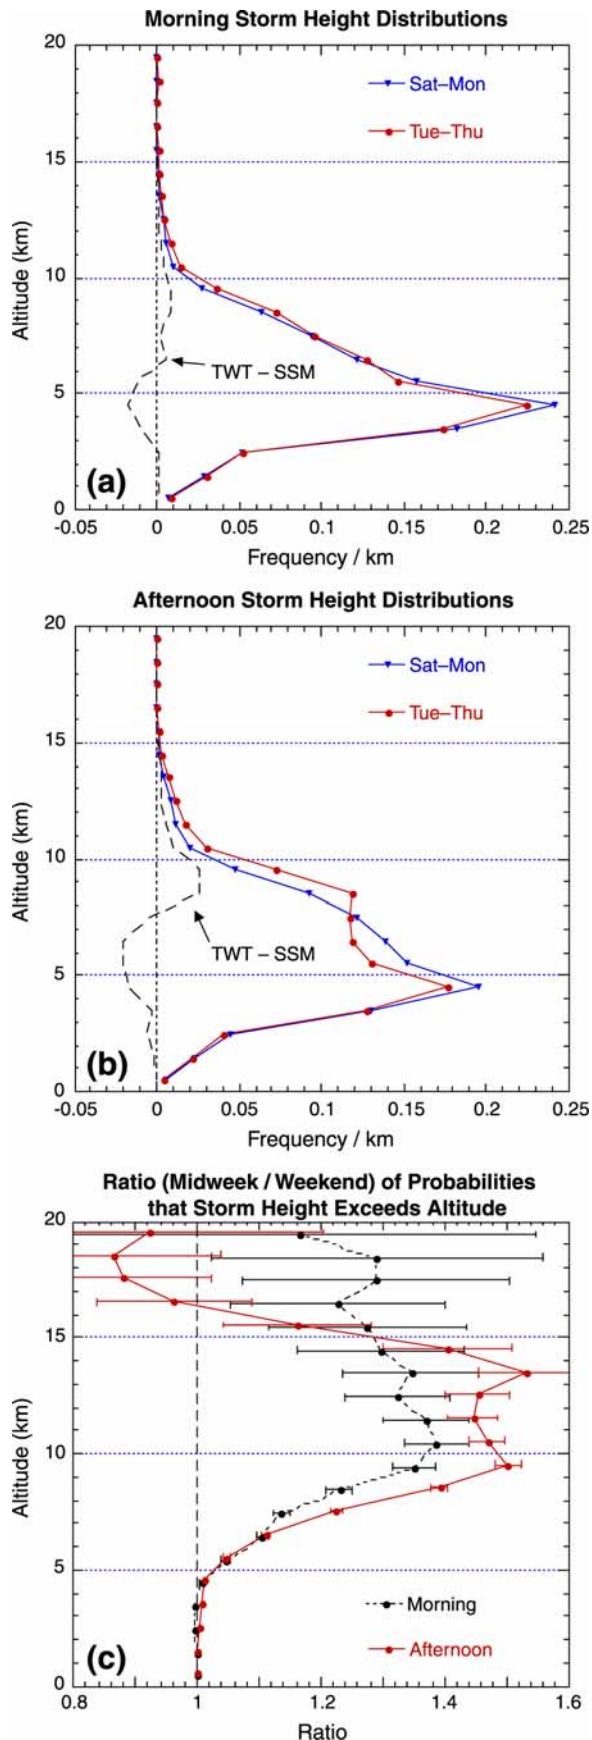 Morning Storm Height Distributions
20
Sat–Mon
Tue–Thu
15
Altitude (km)
10
TWT – SSM
5
(a)
0
-0.05 0 0.05 0.1 0.15 0.2 0.25
Frequency / km
Afternoon Storm Height Distributions
20
Sat–Mon
Tue–Thu
15
Altitude (km)
10
TWT – SSM
5
(b)
0
-0.05 0 0.05 0.1 0.15 0.2 0.25
Frequency / km
Ratio (Midweek / Weekend) of Probabilities
that Storm Height Exceeds Altitude
20
15
Altitude (km)
10
5
Morning
Afternoon
(c)
0
0.8 1 1.2 1.4 1.6
Ratio